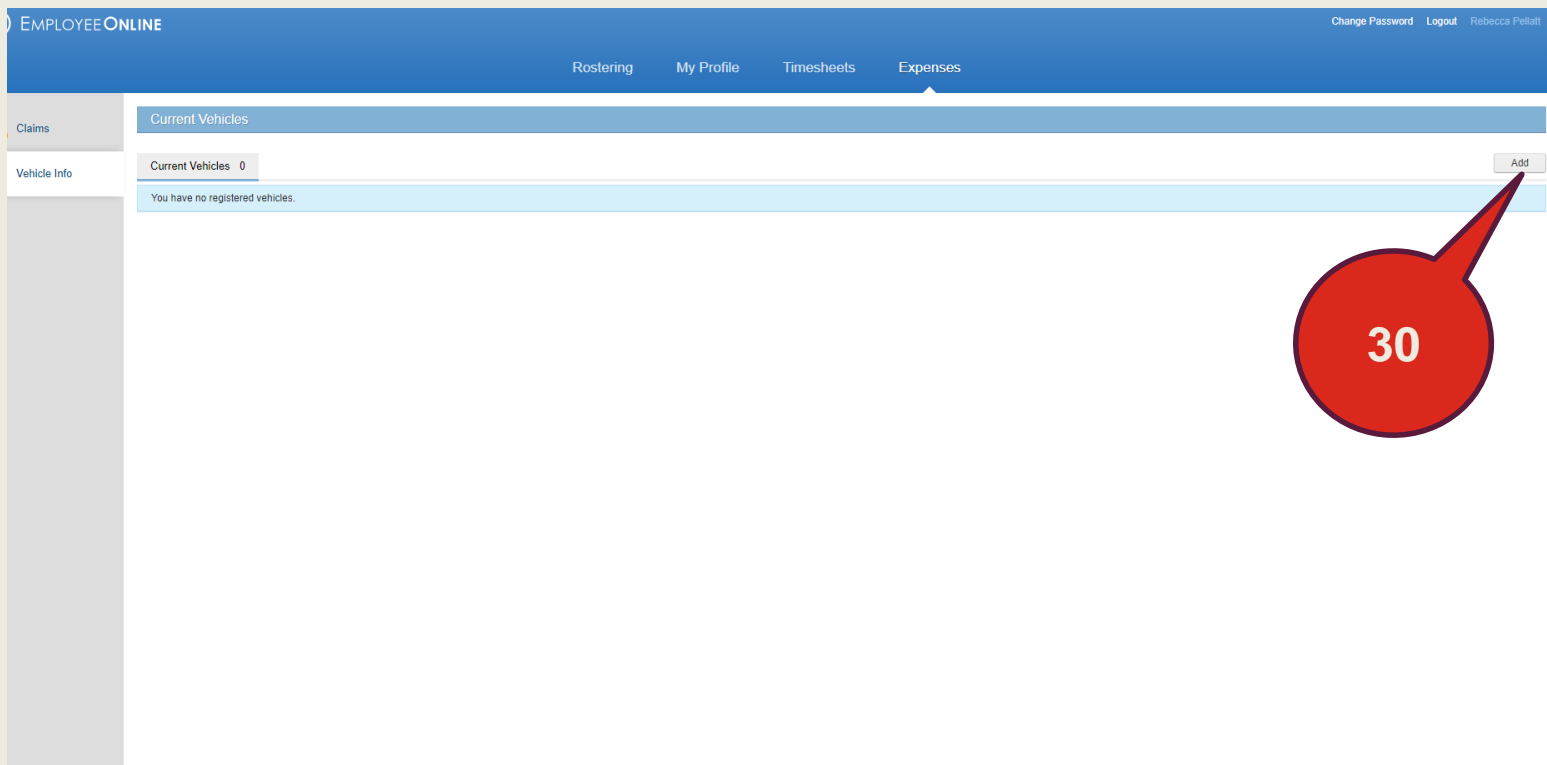 EMPLOYEEONLINE
Change Password Logout Rebecca Pellatt
Rostering My Profile Timesheets Expenses
Claims
Vehicle Info
Current Vehicles
Current Vehicles 0
Add
You have no registered vehicles.
30